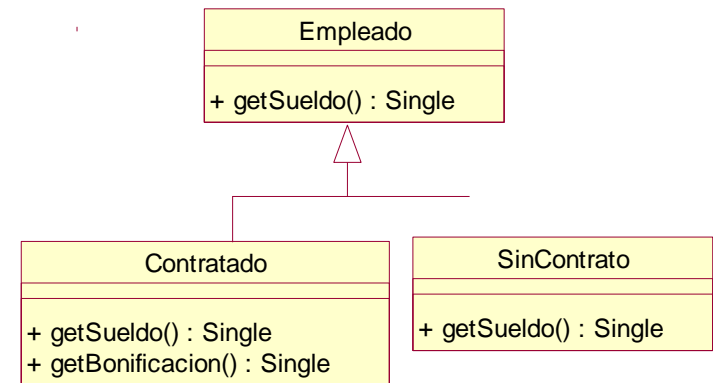 Empleado
+ getSueldo() : Single
Contratado
+ getSueldo() : Single
+ getBonificacion() : Single
SinContrato
+ getSueldo() : Single